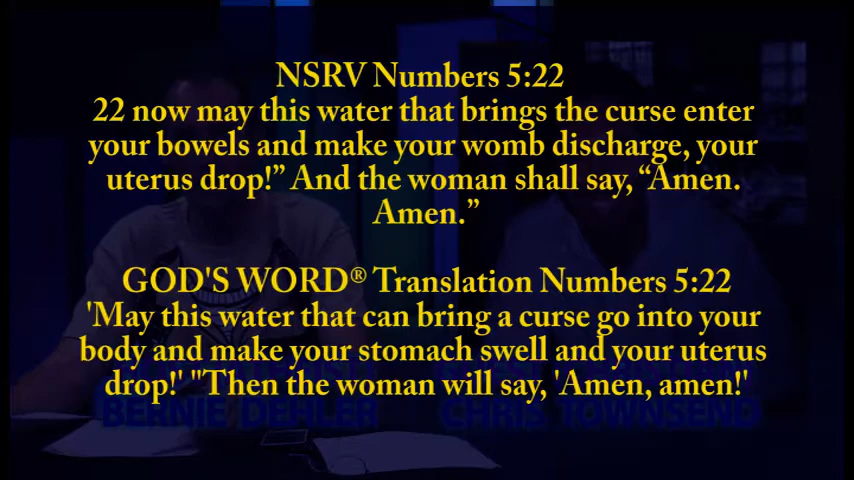 NSRV Numbers 5:22
22 now may this water that brings the curse enter
your bowels and make your womb discharge, your
uterus drop!” And the woman shall say, “Amen.
Amen.”
GOD'S WORD® Translation Numbers 5:22
'May this water that can bring a curse go into your
body and make your stomach swell and your uterus
drop!' "Then the woman will say, 'Amen, amen!'
BERNIE DEHLER CHRIS TOWNSEND